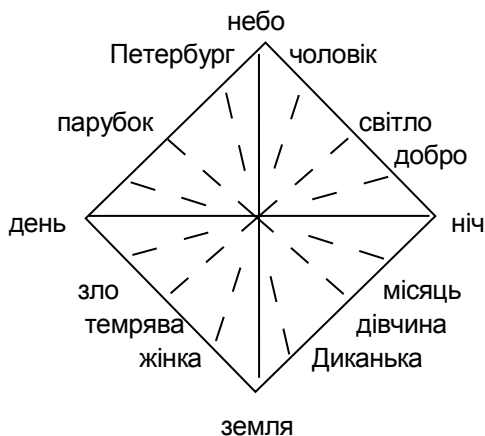 небо
Петербург чоловік
парубок світло
добро
день ніч
зло місяць
темрява дівчина
жінка Диканька
земля